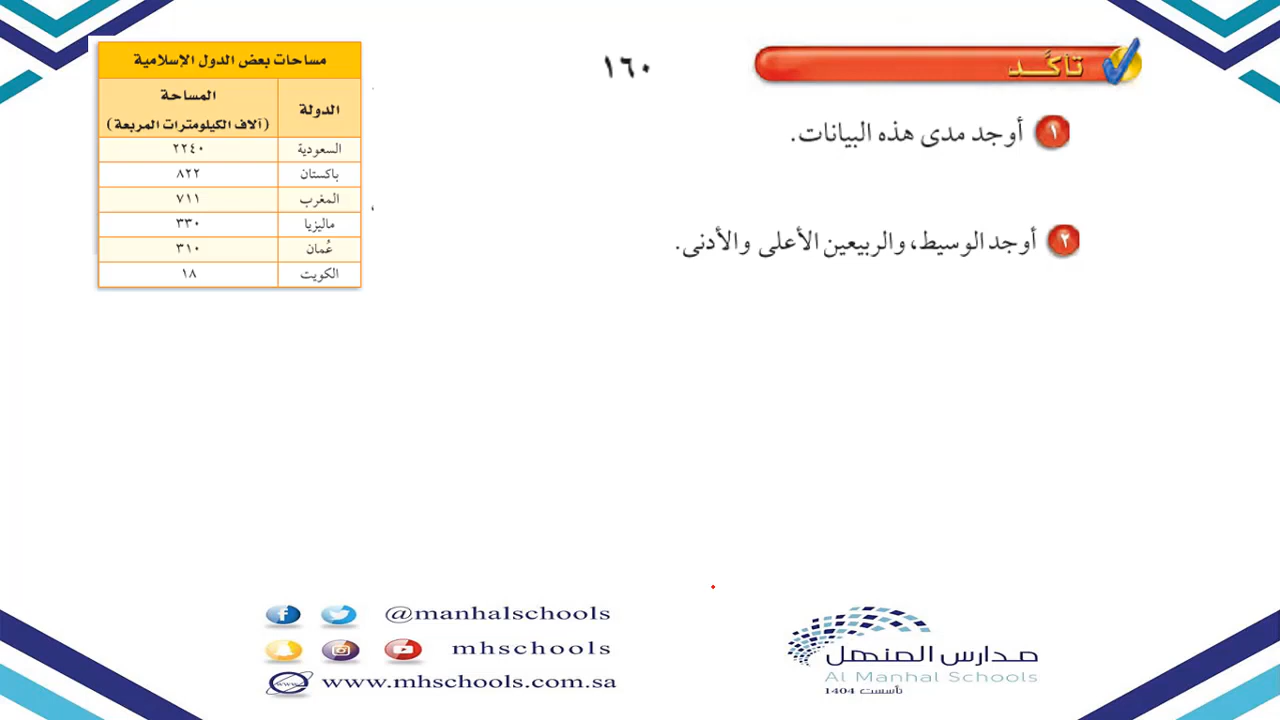 تأكَّد
١٦٠
١ أوجد مدى هذه البيانات.
٢ أوجد الوسيط، والربيعين الأعلى والأدنى.
مساحات بعض الدول الإسلامية
الدولة المساحة (آلاف الكيلومترات المربعة)
السعودية ٢٢٤٠
باكستان ٨٢٢
المغرب ٧١١
ماليزيا ٣٣٠
عُمان ٣١٠
الكويت ١٨
@manhalschools
mhschools
www.mhschools.com.sa
مدارس المنهل
Al Manhal Schools
تأسست 1404